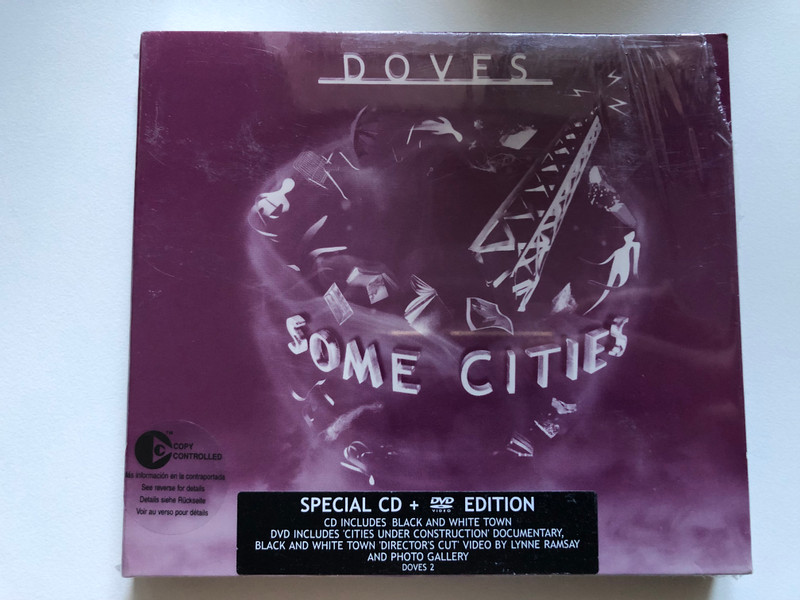 DOVES
SOME CITIES
™
COPY
CONTROLLED
Más información en la contraportada
See reverse for details
Details siehe Rückseite
Voir au verso pour détails
SPECIAL CD + DVD VIDEO EDITION
CD INCLUDES BLACK AND WHITE TOWN
DVD INCLUDES 'CITIES UNDER CONSTRUCTION' DOCUMENTARY,
BLACK AND WHITE TOWN 'DIRECTOR'S CUT' VIDEO BY LYNNE RAMSAY
AND PHOTO GALLERY
DOVES 2